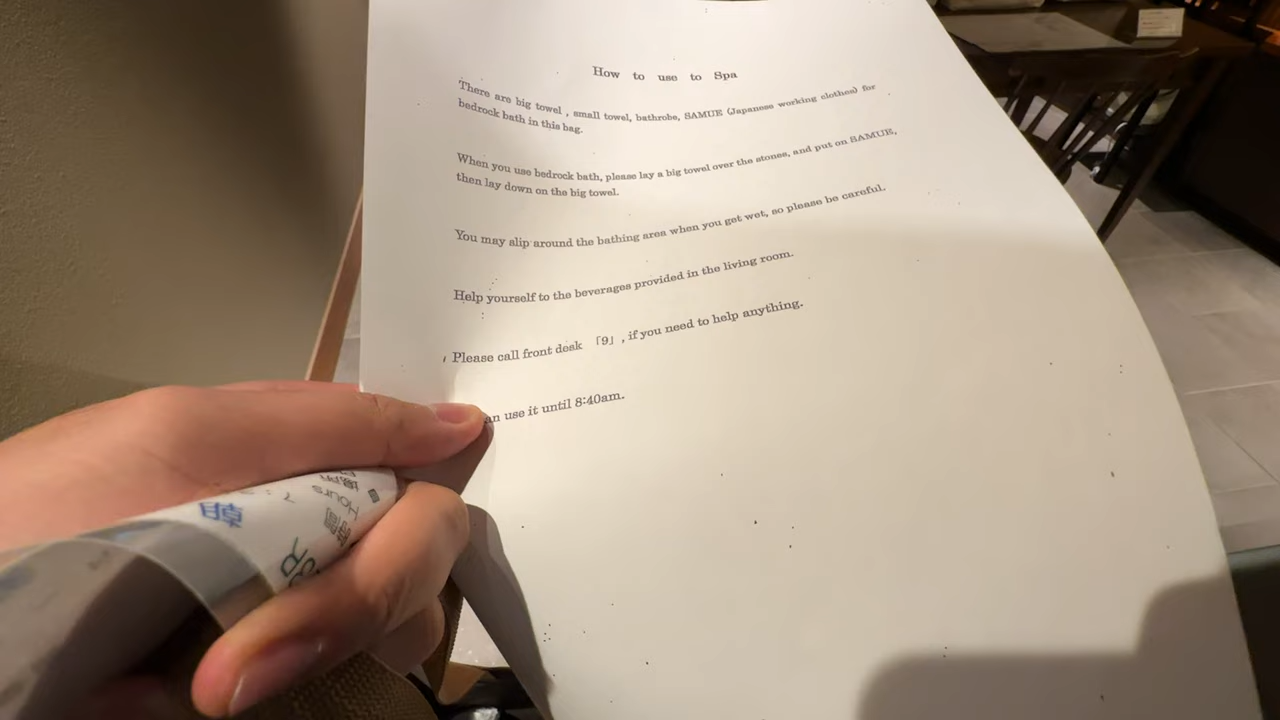 How to use to Spa
There are big towel , small towel, bathrobe, SAMUE (Japanese working clothes) for
bedrock bath in this bag.
When you use bedrock bath, please lay a big towel over the stones, and put on SAMUE,
then lay down on the big towel.
You may slip around the bathing area when you get wet, so please be careful.
Help yourself to the beverages provided in the living room.
Please call front desk 「9」 , if you need to help anything.
an use it until 8:40am.
Hours